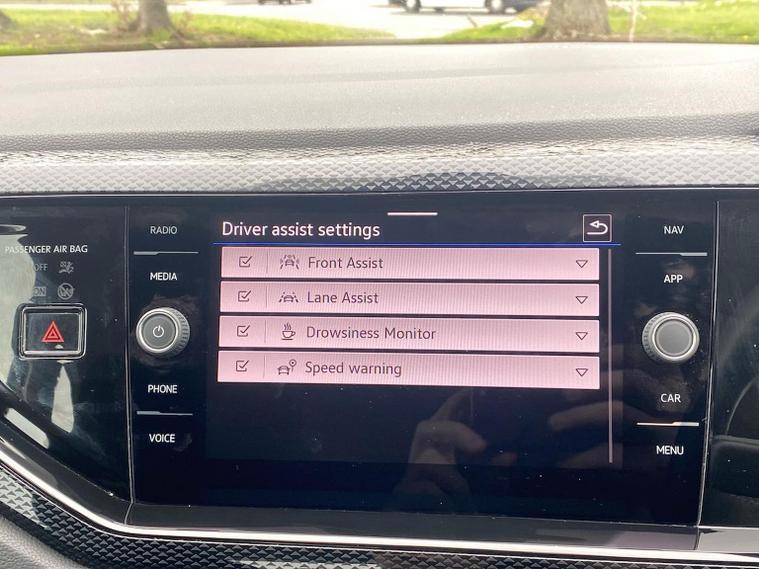 RADIO
MEDIA
PHONE
VOICE
PASSENGER AIR BAG
OFF
ON
Driver assist settings
Front Assist
Lane Assist
Drowsiness Monitor
Speed warning
NAV
APP
CAR
MENU